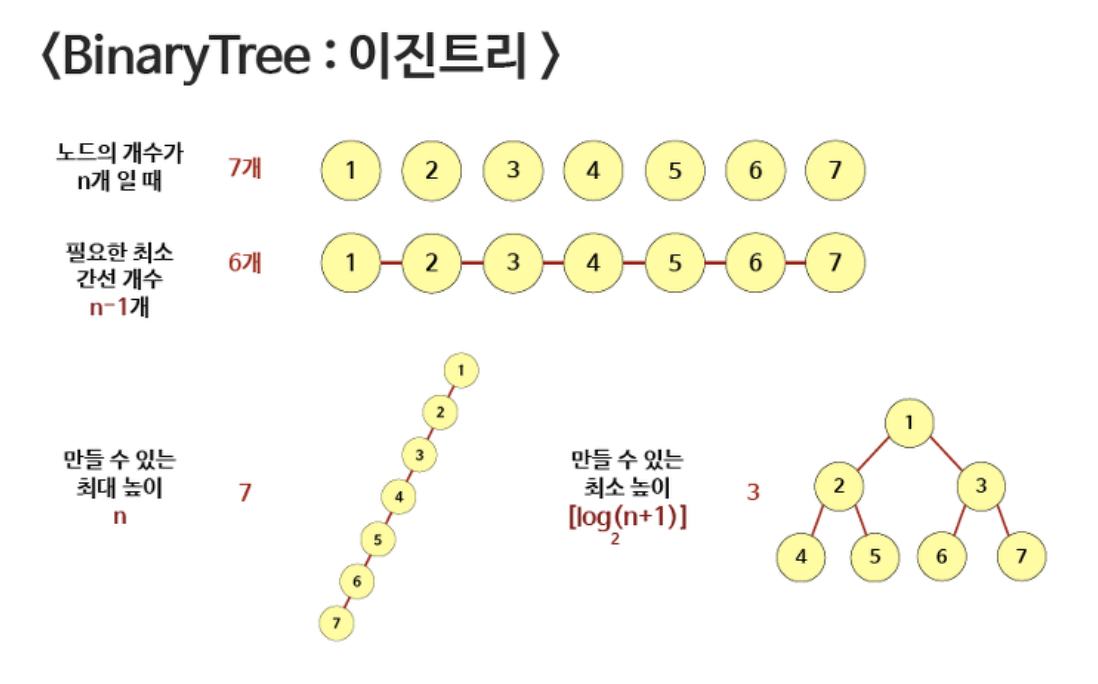 〈BinaryTree : 이진트리 〉
노드의 개수가
n개 일 때
7개
1 2 3 4 5 6 7
필요한 최소
간선 개수
n-1개
6개
1 2 3 4 5 6 7
만들 수 있는
최대 높이
n
7
1
2
3
4
5
6
7
만들 수 있는
최소 높이
[log2(n+1)]
3
1
2 3
4 5 6 7